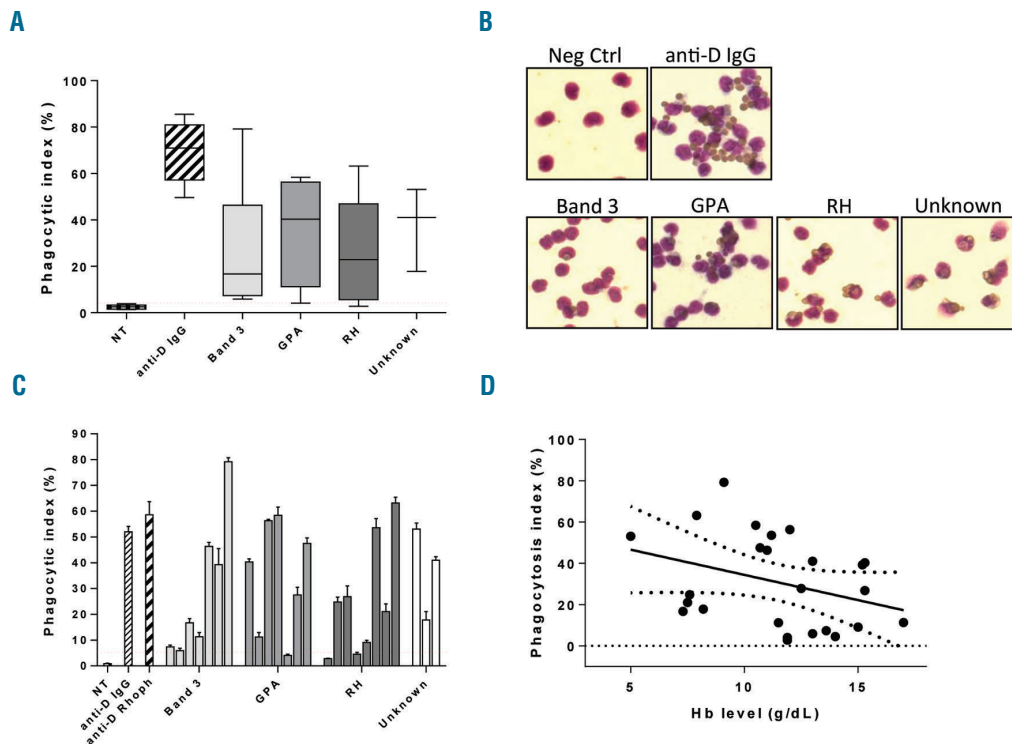 A
Phagocytic index (%)
100
80
60
40
20
0
NT
anti-D IgG
Band 3
GPA
RH
Unknown
B
Neg Ctrl anti-D IgG
Band 3 GPA RH Unknown
C
Phagocytic index (%)
90
80
70
60
50
40
30
20
10
0
NT
anti-D IgG
anti-D Rhoph
Band 3
GPA
RH
Unknown
D
Phagocytosis index (%)
100
80
60
40
20
0
5 10 15
Hb level (g/dL)